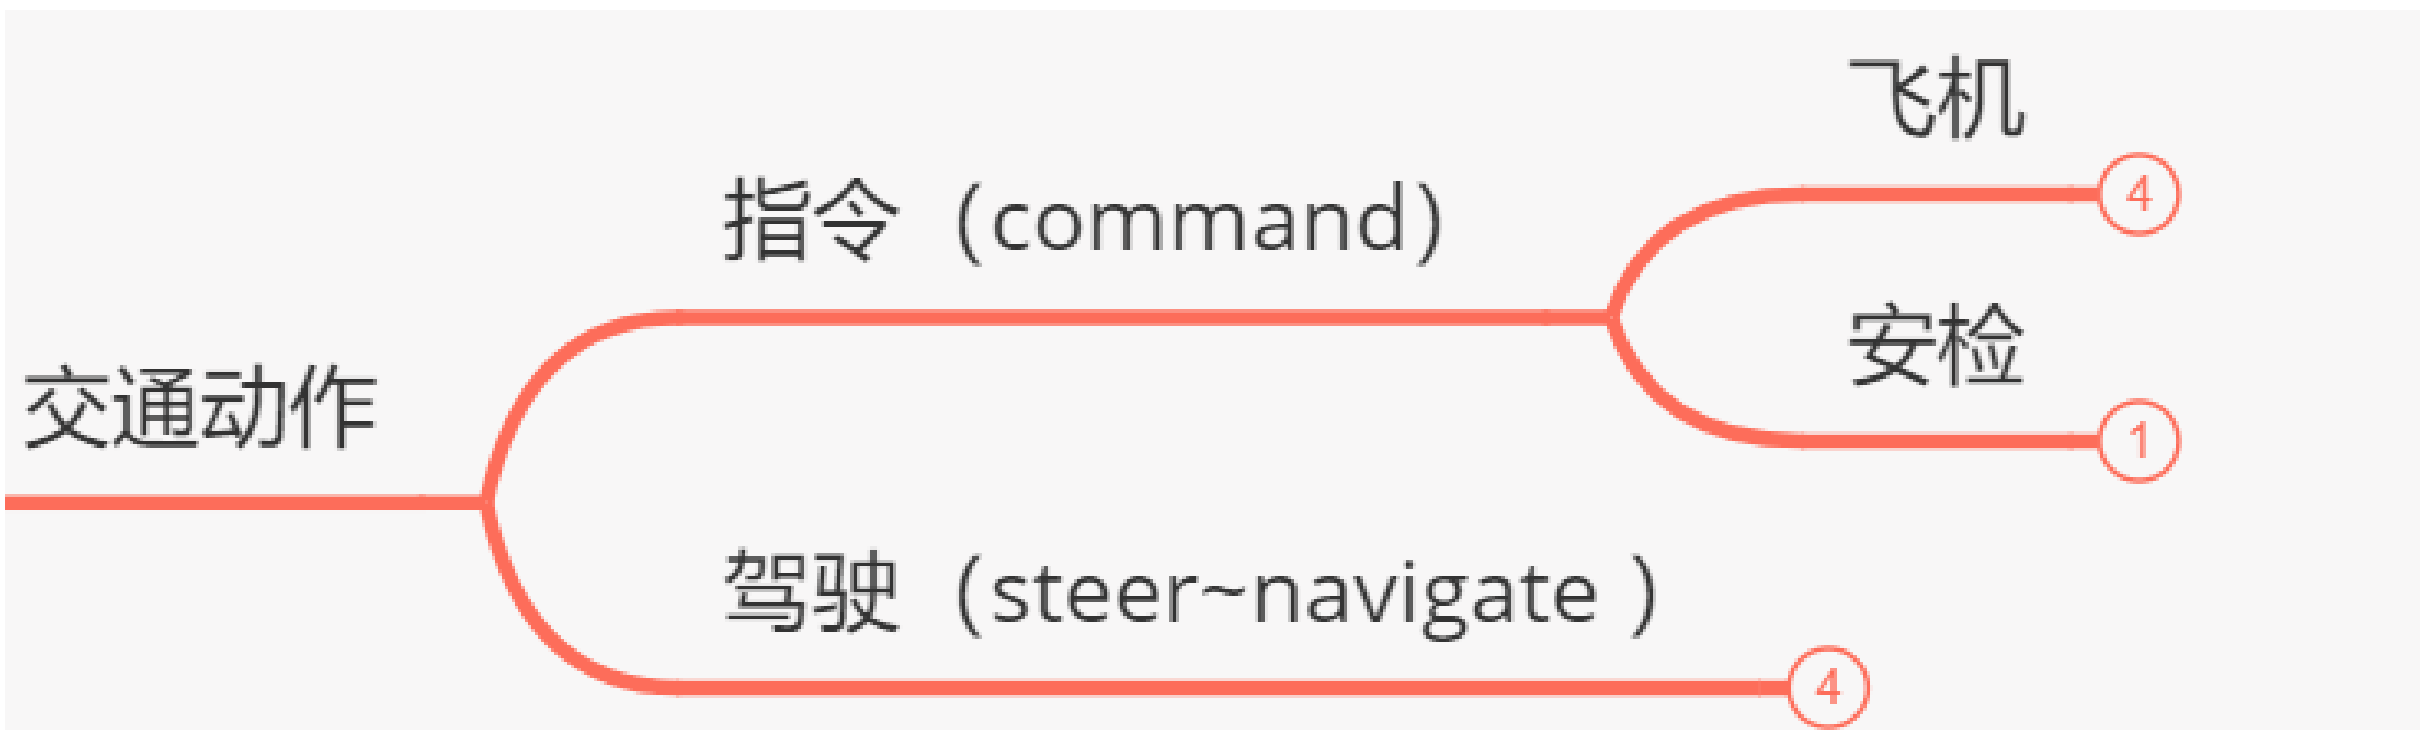 飞机
4
指令（command）
安检
1
交通动作
驾驶（steer~navigate ）
4